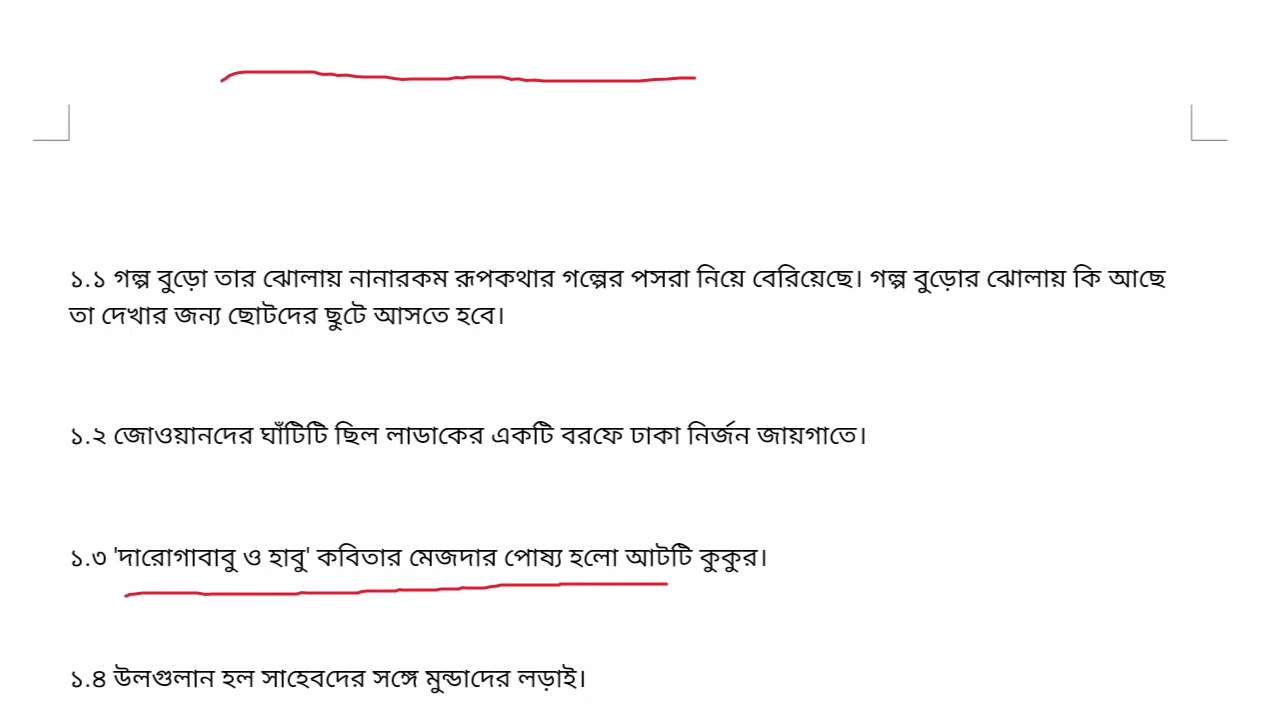 ১.১ গল্প বুড়ো তার ঝোলায় নানারকম রূপকথার গল্পের পসরা নিয়ে বেরিয়েছে। গল্প বুড়োর ঝোলায় কি আছে
তা দেখার জন্য ছোটদের ছুটে আসতে হবে।
১.২ জোওয়ানদের ঘাঁটিটি ছিল লাডাকের একটি বরফে ঢাকা নির্জন জায়গাতে।
১.৩ 'দারোগাবাবু ও হাবু' কবিতার মেজদার পোষ্য হলো আটটি কুকুর।
১.৪ উলগুলান হল সাহেবদের সঙ্গে মুন্ডাদের লড়াই।